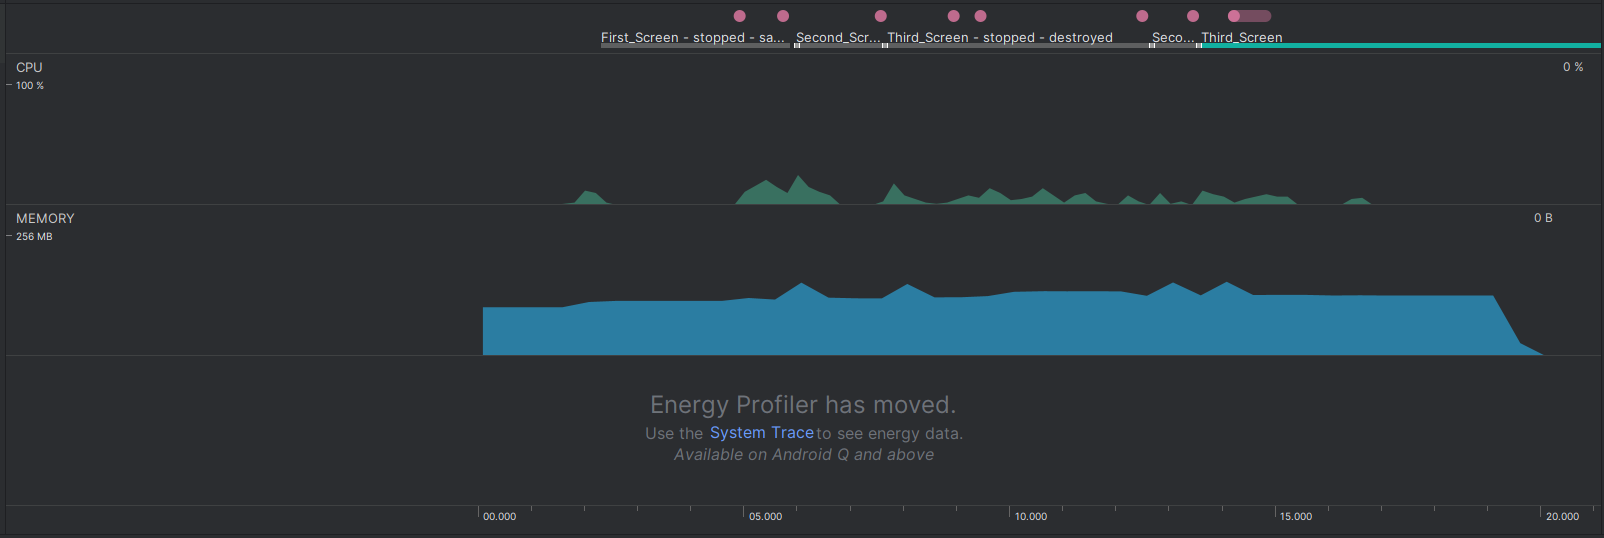 First_Screen - stopped - sa... Second_Scr... Third_Screen - stopped - destroyed Seco... Third_Screen
CPU 0 %
100 %
MEMORY 0 B
256 MB
Energy Profiler has moved.
Use the System Trace to see energy data.
Available on Android Q and above
00.000 05.000 10.000 15.000 20.000